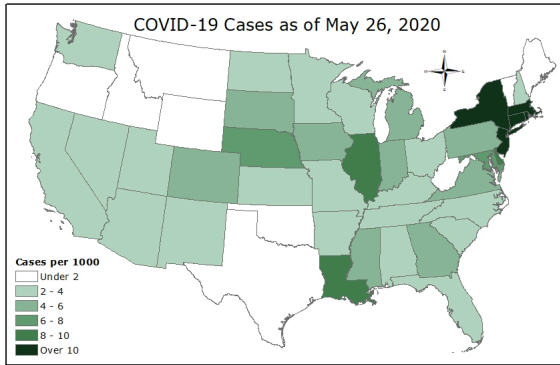 COVID-19 Cases as of May 26, 2020
Cases per 1000
Under 2
2 - 4
4 - 6
6 - 8
8 - 10
Over 10